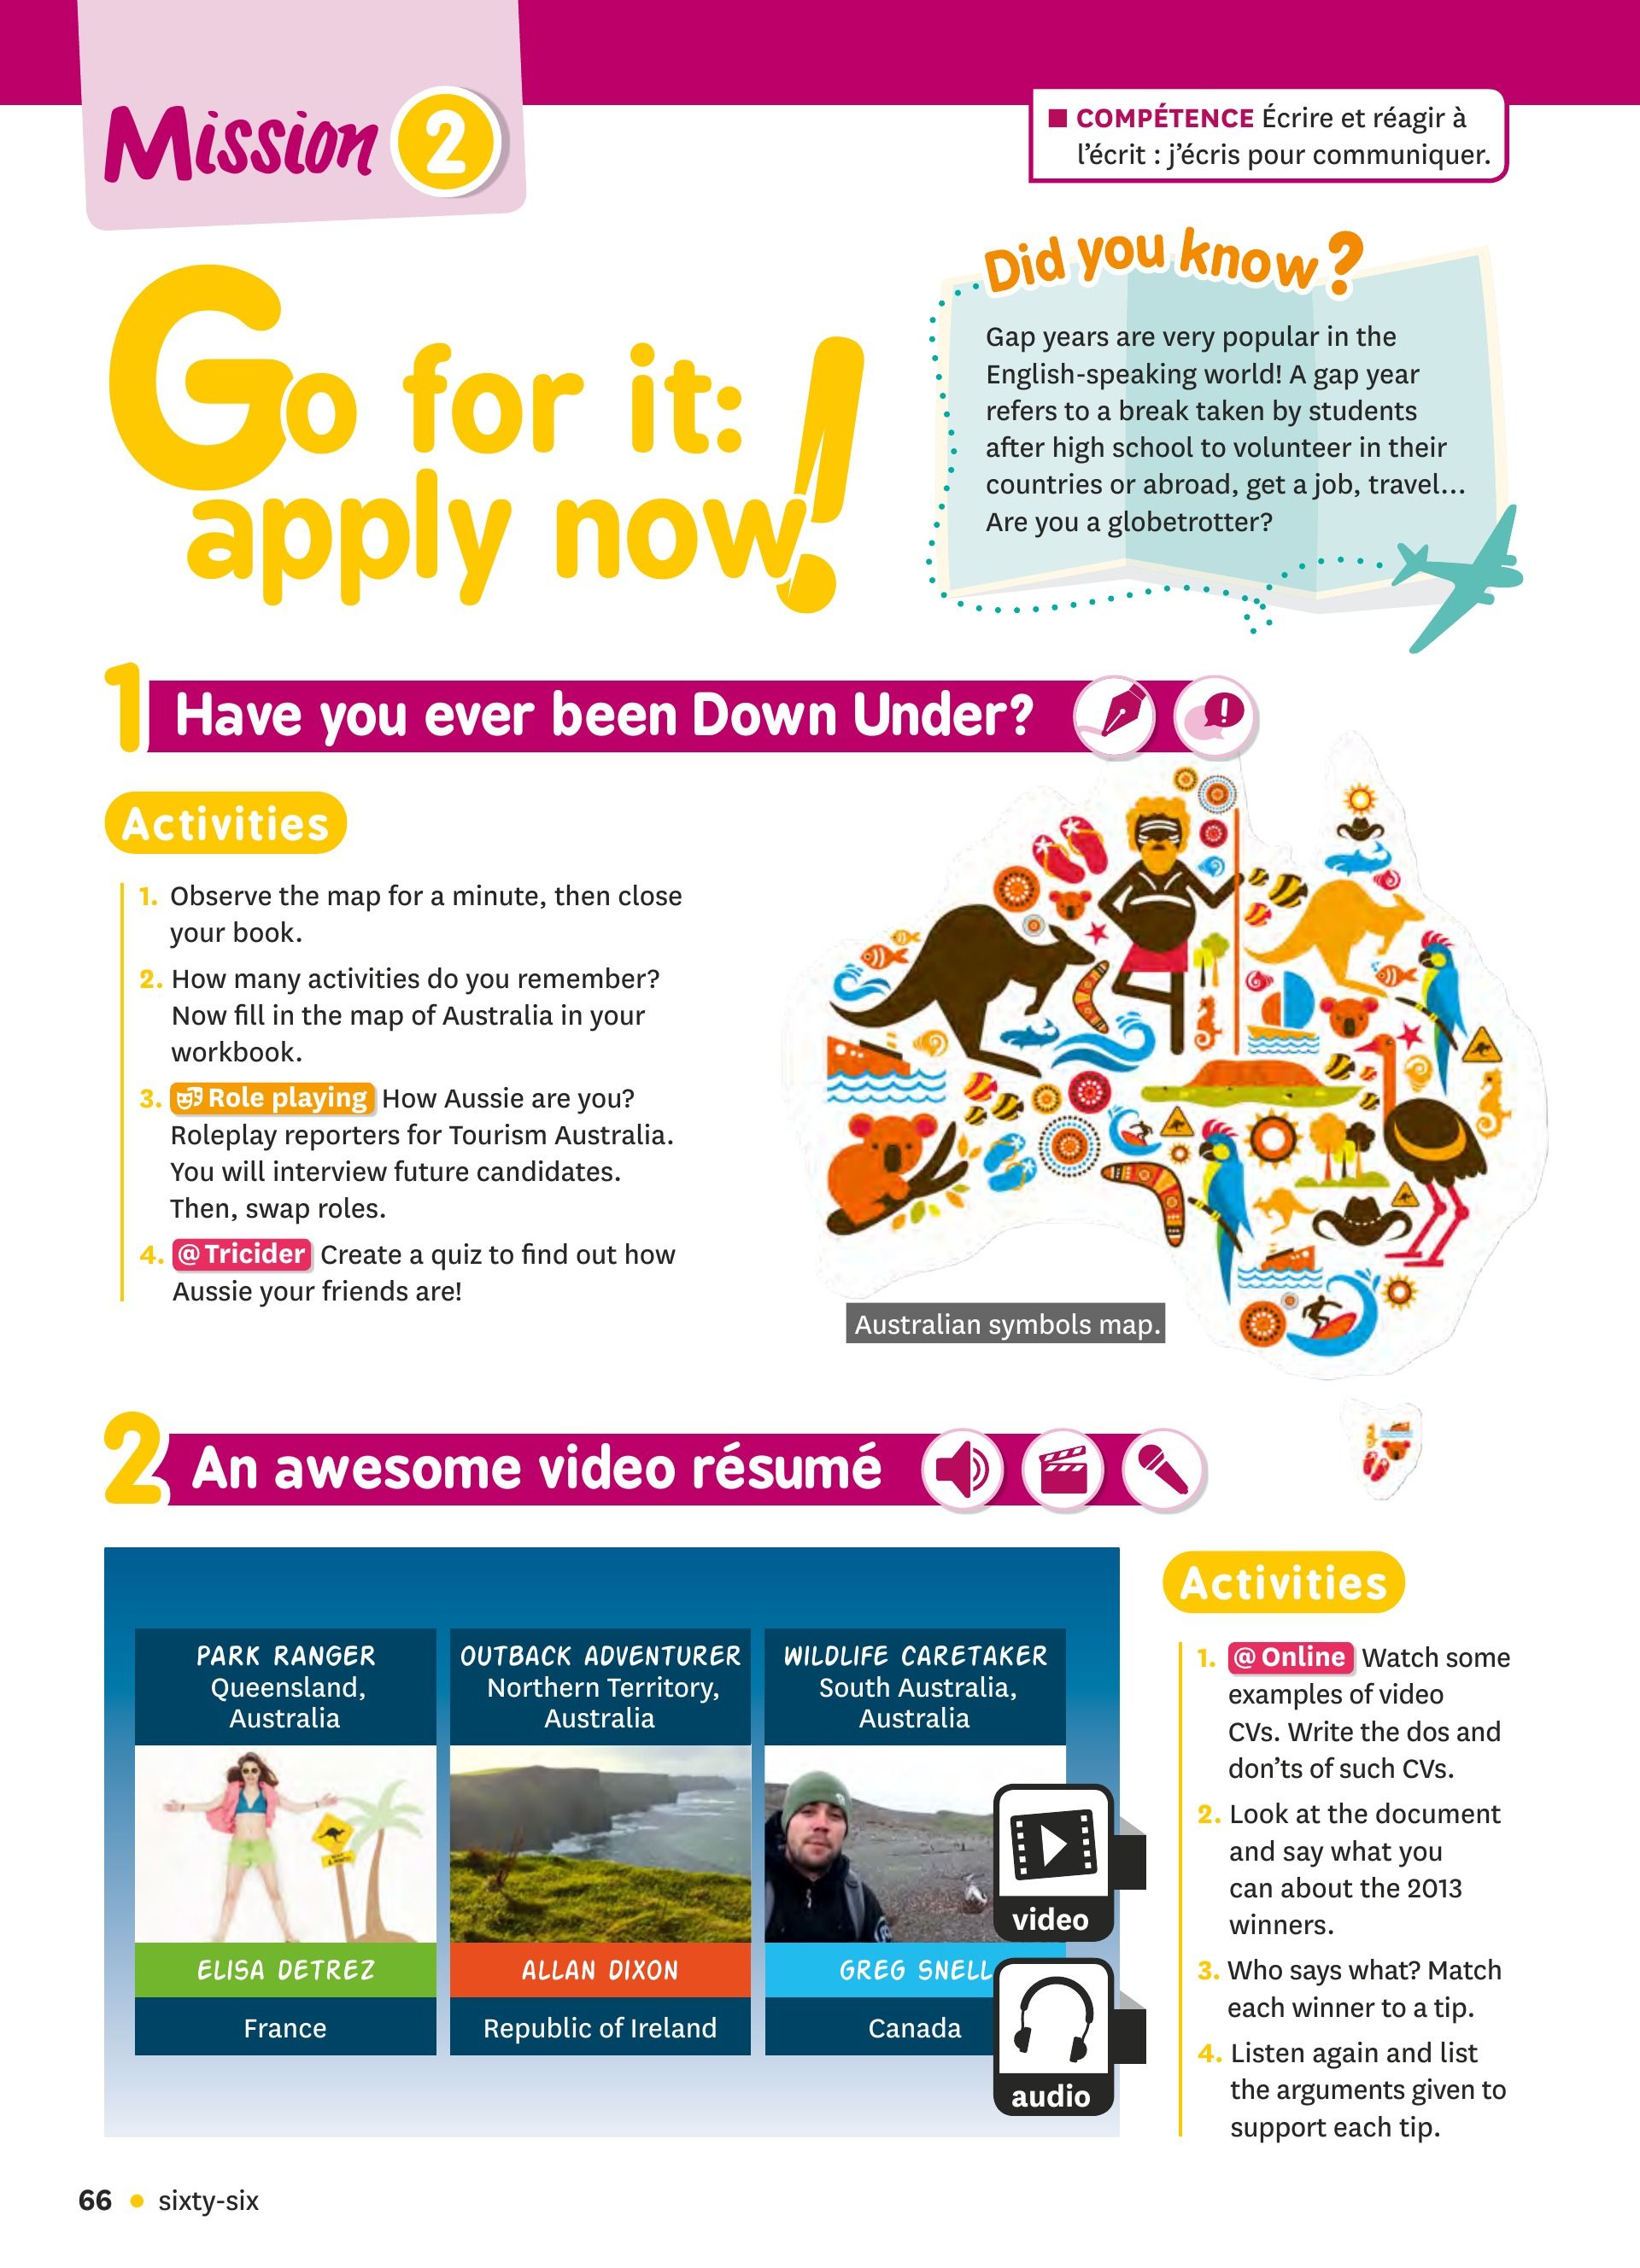 Mission 2
■ COMPÉTENCE Écrire et réagir à
l'écrit : j'écris pour communiquer.
Go for it:
apply now!
Did you know?
Gap years are very popular in the
English-speaking world! A gap year
refers to a break taken by students
after high school to volunteer in their
countries or abroad, get a job, travel...
Are you a globetrotter?
1 Have you ever been Down Under?
Activities
1. Observe the map for a minute, then close
your book.
2. How many activities do you remember?
Now fill in the map of Australia in your
workbook.
3. Role playing How Aussie are you?
Roleplay reporters for Tourism Australia.
You will interview future candidates.
Then, swap roles.
4. @ Tricider Create a quiz to find out how
Aussie your friends are!
Australian symbols map.
2 An awesome video résumé
PARK RANGER
Queensland,
Australia
ELISA DETREZ
France
OUTBACK ADVENTURER
Northern Territory,
Australia
ALLAN DIXON
Republic of Ireland
WILDLIFE CARETAKER
South Australia,
Australia
GREG SNELL
Canada
video
audio
Activities
1. @ Online Watch some
examples of video
CVs. Write the dos and
don'ts of such CVs.
2. Look at the document
and say what you
can about the 2013
winners.
3. Who says what? Match
each winner to a tip.
4. Listen again and list
the arguments given to
support each tip.
66 • sixty-six